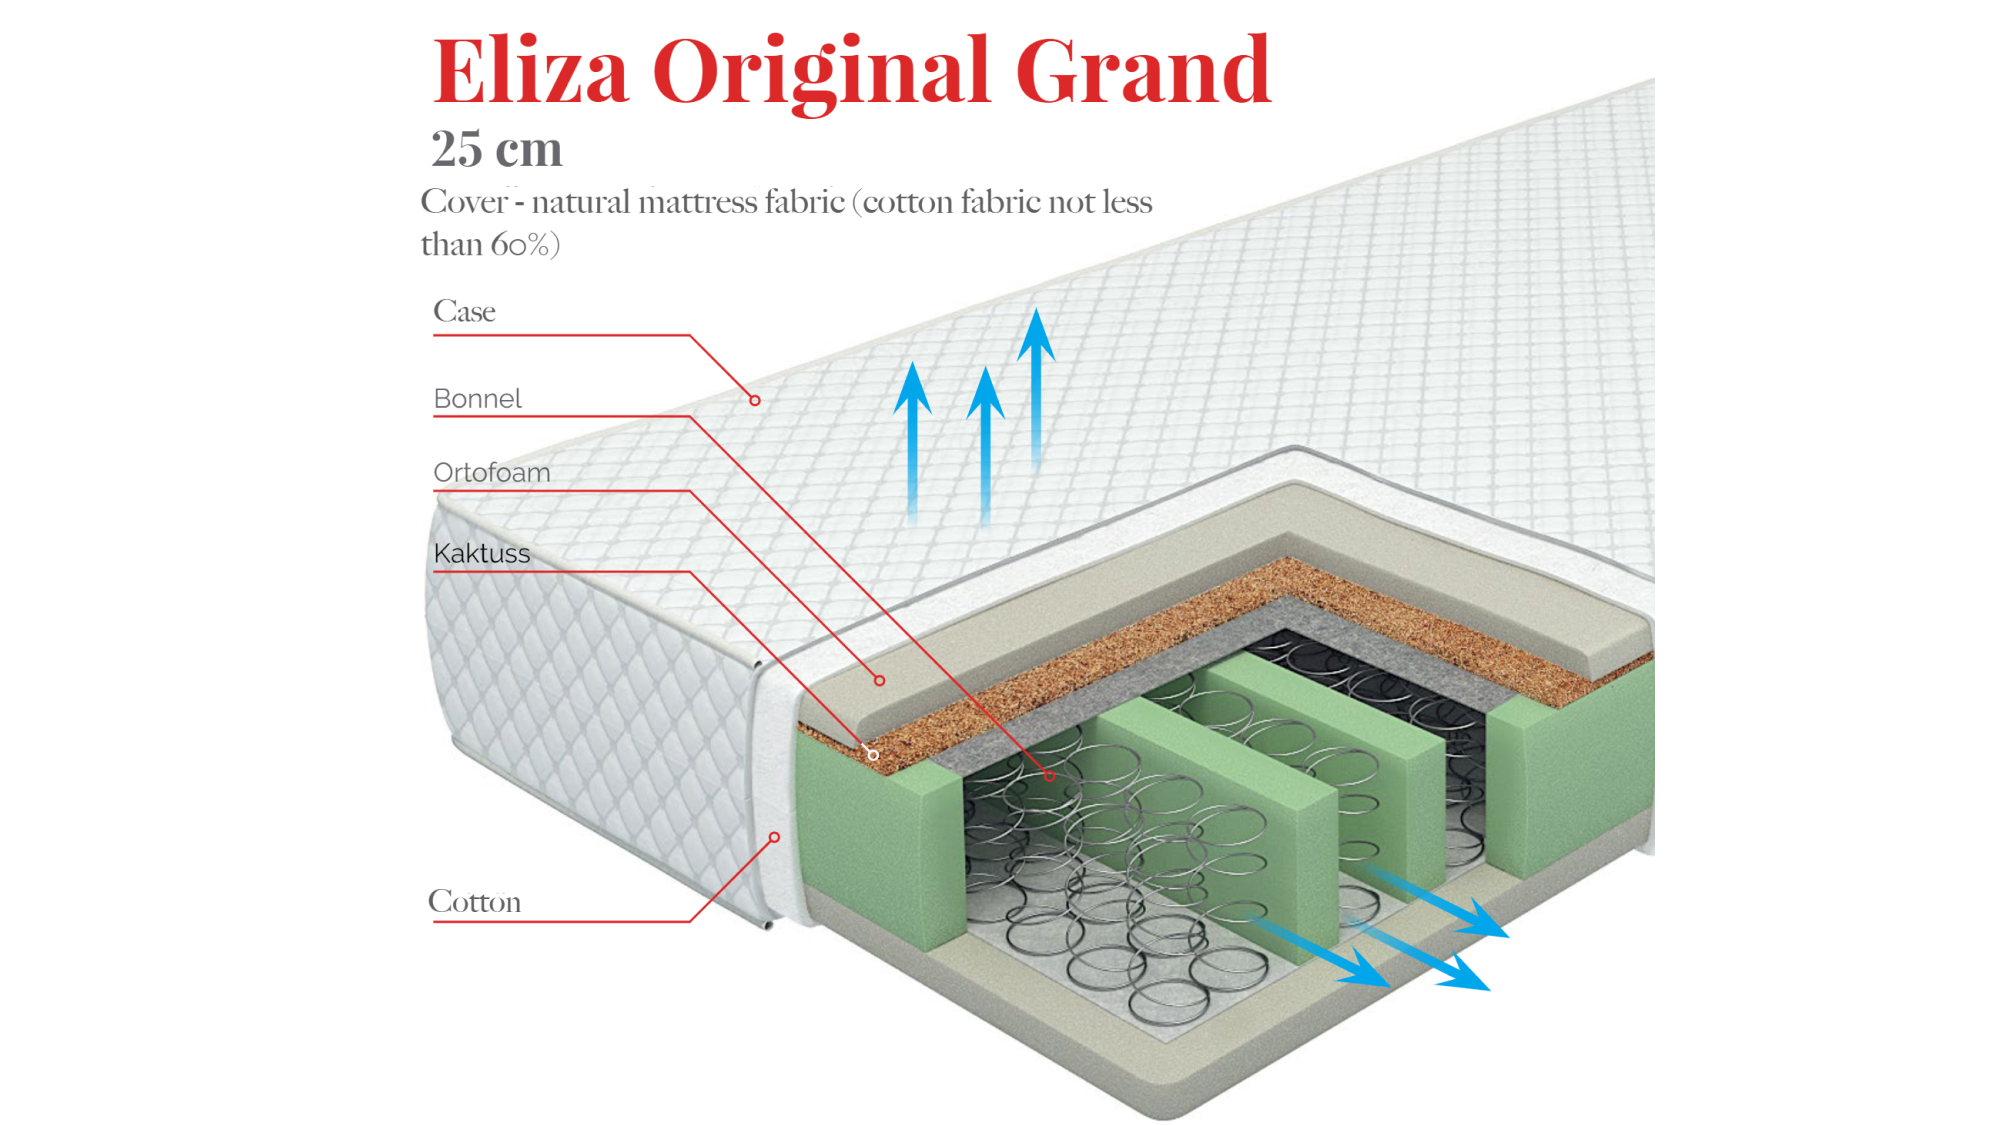 Eliza Original Grand
25 cm
Cover - natural mattress fabric (cotton fabric not less
than 60%)
Case
Bonnel
Ortofoam
Kaktuss
Cotton